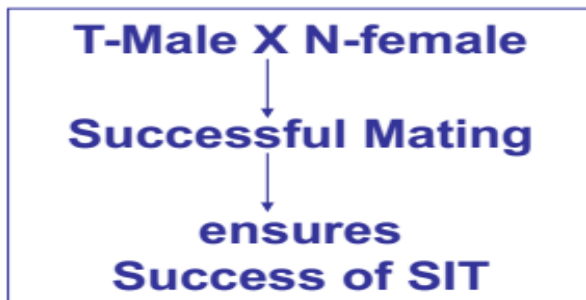 T-Male X N-female
Successful Mating
ensures
Success of SIT